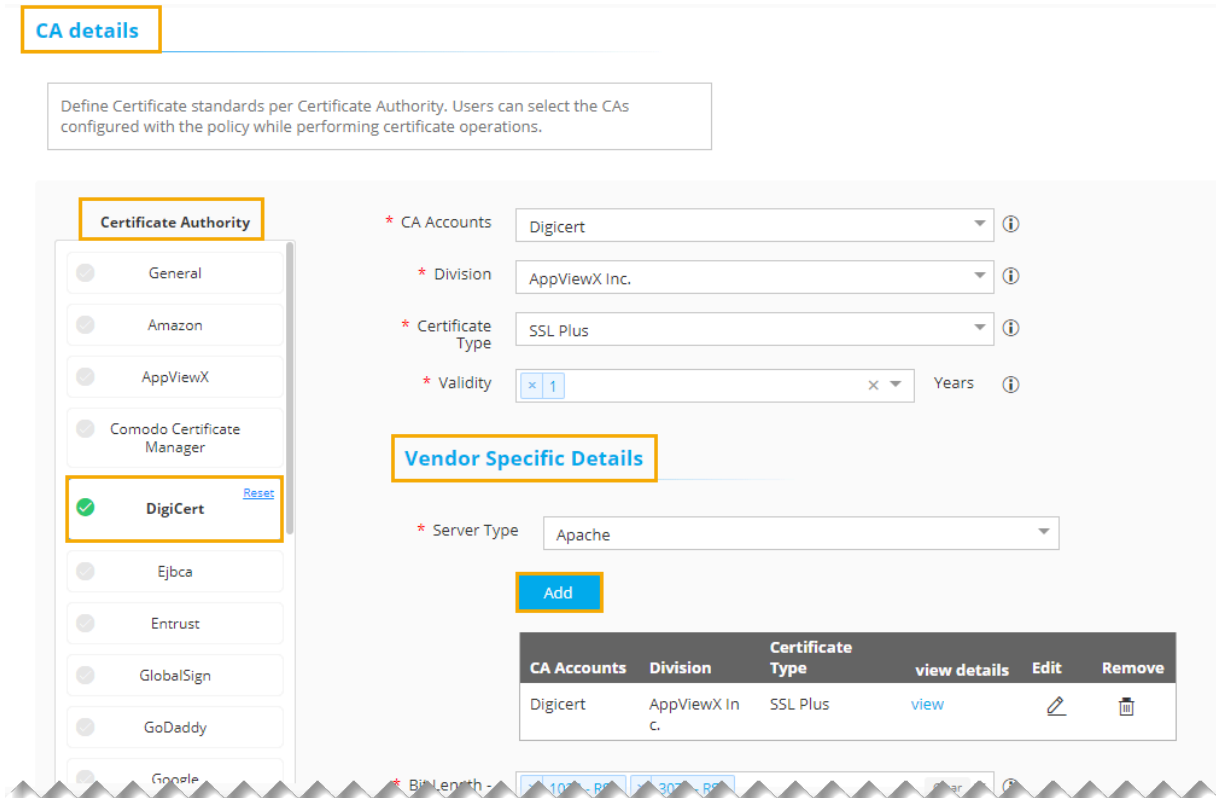 CA details
Define Certificate standards per Certificate Authority. Users can select the CAs
configured with the policy while performing certificate operations.
Certificate Authority
General
Amazon
AppViewX
Comodo Certificate
Manager
Reset
DigiCert
Ejbca
Entrust
GlobalSign
GoDaddy
Google
* CA Accounts
Digicert
* Division
AppViewX Inc.
* Certificate
Type
SSL Plus
* Validity
× 1
Years
Vendor Specific Details
* Server Type
Apache
Add
CA Accounts Division Certificate
Type view details Edit Remove
Digicert AppViewX In
c. SSL Plus view
* Bit Length -